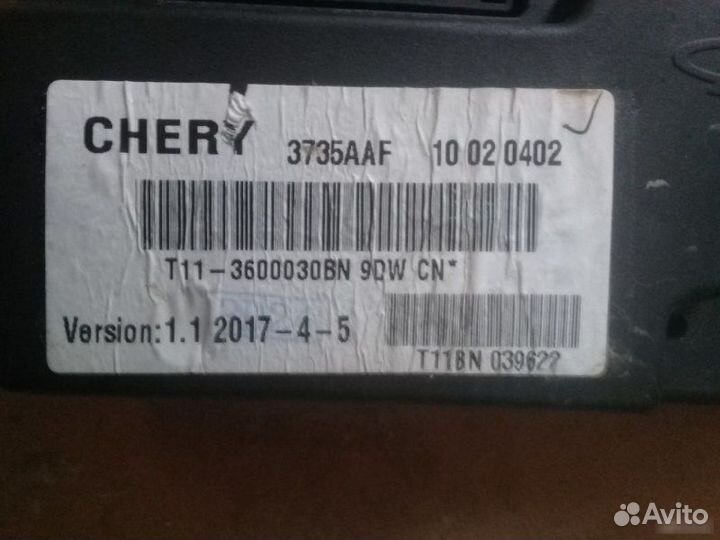 CHERY 3735AAF 10 02 0402
T11-3600030BN 9DW CN*
Version:1.1 2017-4-5
T11BN 039622
Avito